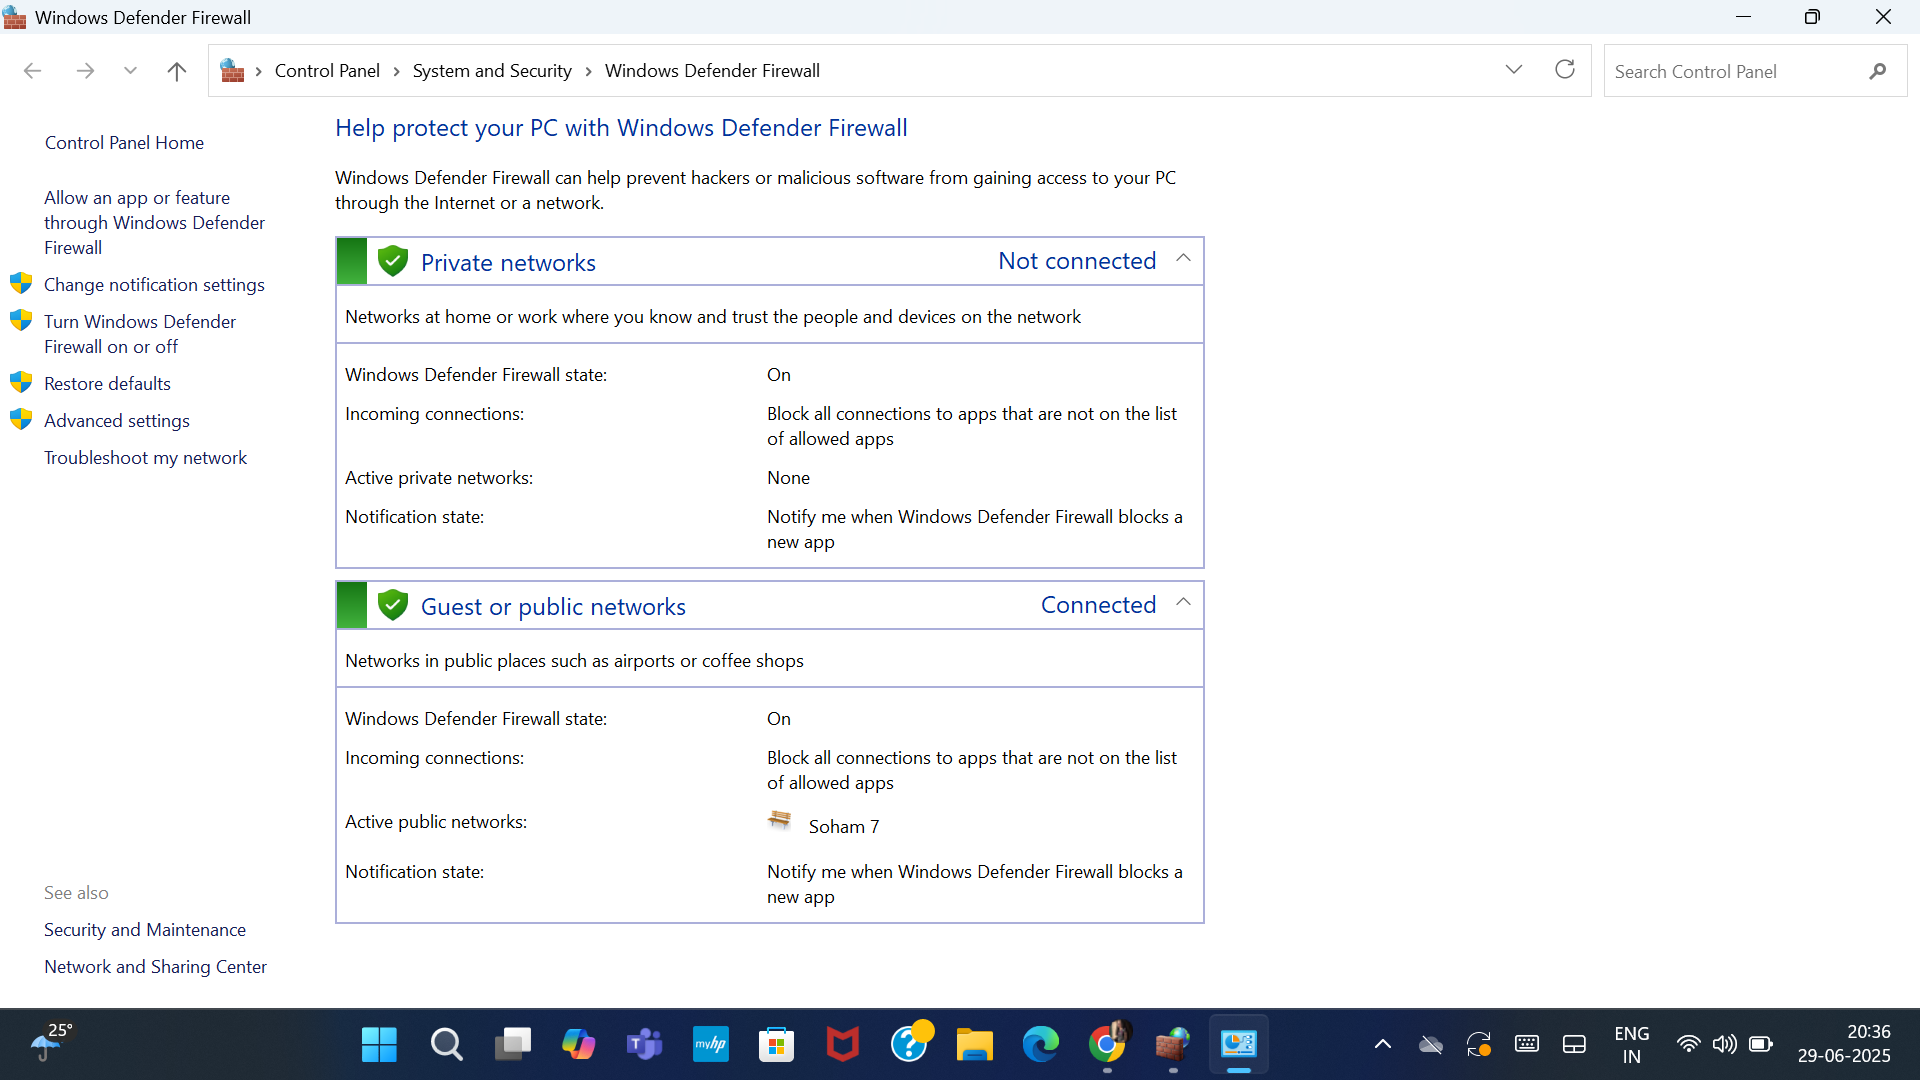 Windows Defender Firewall
Control Panel
System and Security
Windows Defender Firewall
Search Control Panel
Control Panel Home
Allow an app or feature
through Windows Defender
Firewall
Change notification settings
Turn Windows Defender
Firewall on or off
Restore defaults
Advanced settings
Troubleshoot my network
See also
Security and Maintenance
Network and Sharing Center
Help protect your PC with Windows Defender Firewall
Windows Defender Firewall can help prevent hackers or malicious software from gaining access to your PC
through the Internet or a network.
Private networks
Not connected
Networks at home or work where you know and trust the people and devices on the network
Windows Defender Firewall state:
On
Incoming connections:
Block all connections to apps that are not on the list
of allowed apps
Active private networks:
None
Notification state:
Notify me when Windows Defender Firewall blocks a
new app
Guest or public networks
Connected
Networks in public places such as airports or coffee shops
Windows Defender Firewall state:
On
Incoming connections:
Block all connections to apps that are not on the list
of allowed apps
Active public networks:
Soham 7
Notification state:
Notify me when Windows Defender Firewall blocks a
new app
25°
myhp
?
ENG
IN
20:36
29-06-2025